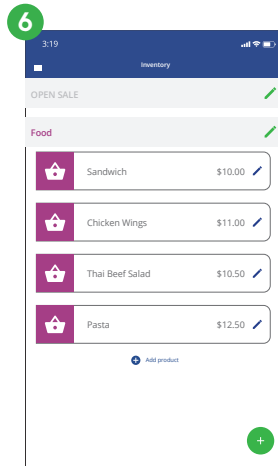 6
3:19
Inventory
OPEN SALE
Food
Sandwich $10.00
Chicken Wings $11.00
Thai Beef Salad $10.50
Pasta $12.50
Add product